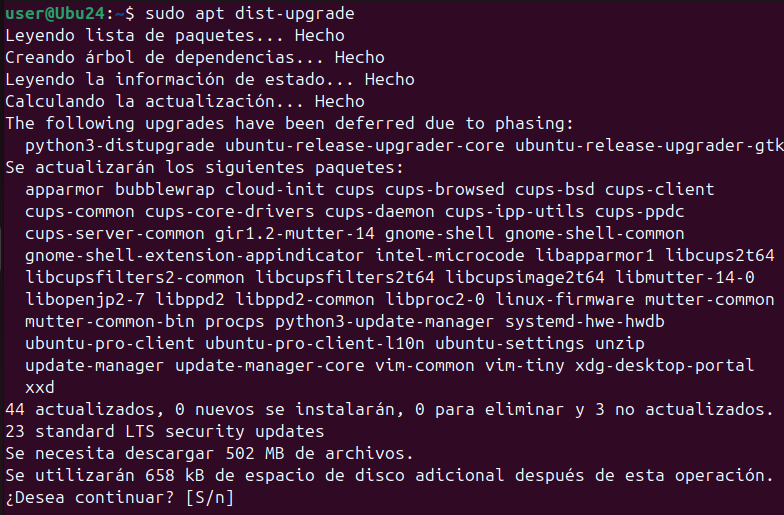 user@Ubu24:~$ sudo apt dist-upgrade
Leyendo lista de paquetes... Hecho
Creando árbol de dependencias... Hecho
Leyendo la información de estado... Hecho
Calculando la actualización... Hecho
The following upgrades have been deferred due to phasing:
  python3-distupgrade ubuntu-release-upgrader-core ubuntu-release-upgrader-gtk
Se actualizarán los siguientes paquetes:
  apparmor bubblewrap cloud-init cups cups-browsed cups-bsd cups-client
  cups-common cups-core-drivers cups-daemon cups-ipp-utils cups-ppdc
  cups-server-common gir1.2-mutter-14 gnome-shell gnome-shell-common
  gnome-shell-extension-appindicator intel-microcode libapparmor1 libcups2t64
  libcupsfilters2-common libcupsfilters2t64 libcupsimage2t64 libmutter-14-0
  libopenjp2-7 libppd2 libppd2-common libproc2-0 linux-firmware mutter-common
  mutter-common-bin procps python3-update-manager systemd-hwe-hwdb
  ubuntu-pro-client ubuntu-pro-client-l10n ubuntu-settings unzip
  update-manager update-manager-core vim-common vim-tiny xdg-desktop-portal
  xxd
44 actualizados, 0 nuevos se instalarán, 0 para eliminar y 3 no actualizados.
23 standard LTS security updates
Se necesita descargar 502 MB de archivos.
Se utilizarán 658 kB de espacio de disco adicional después de esta operación.
¿Desea continuar? [S/n]